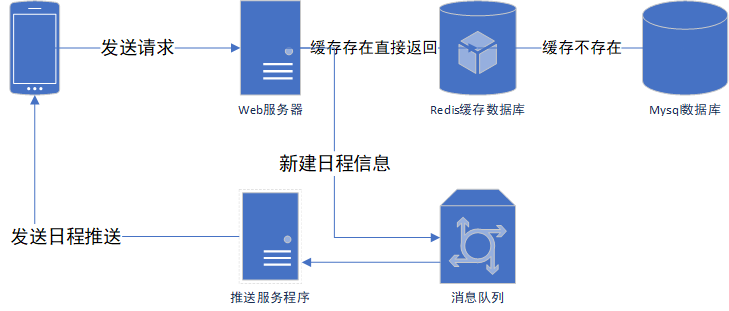 发送请求
缓存存在直接返回
缓存不存在
Web服务器
Redis缓存数据库
Mysql数据库
新建日程信息
发送日程推送
推送服务程序
消息队列